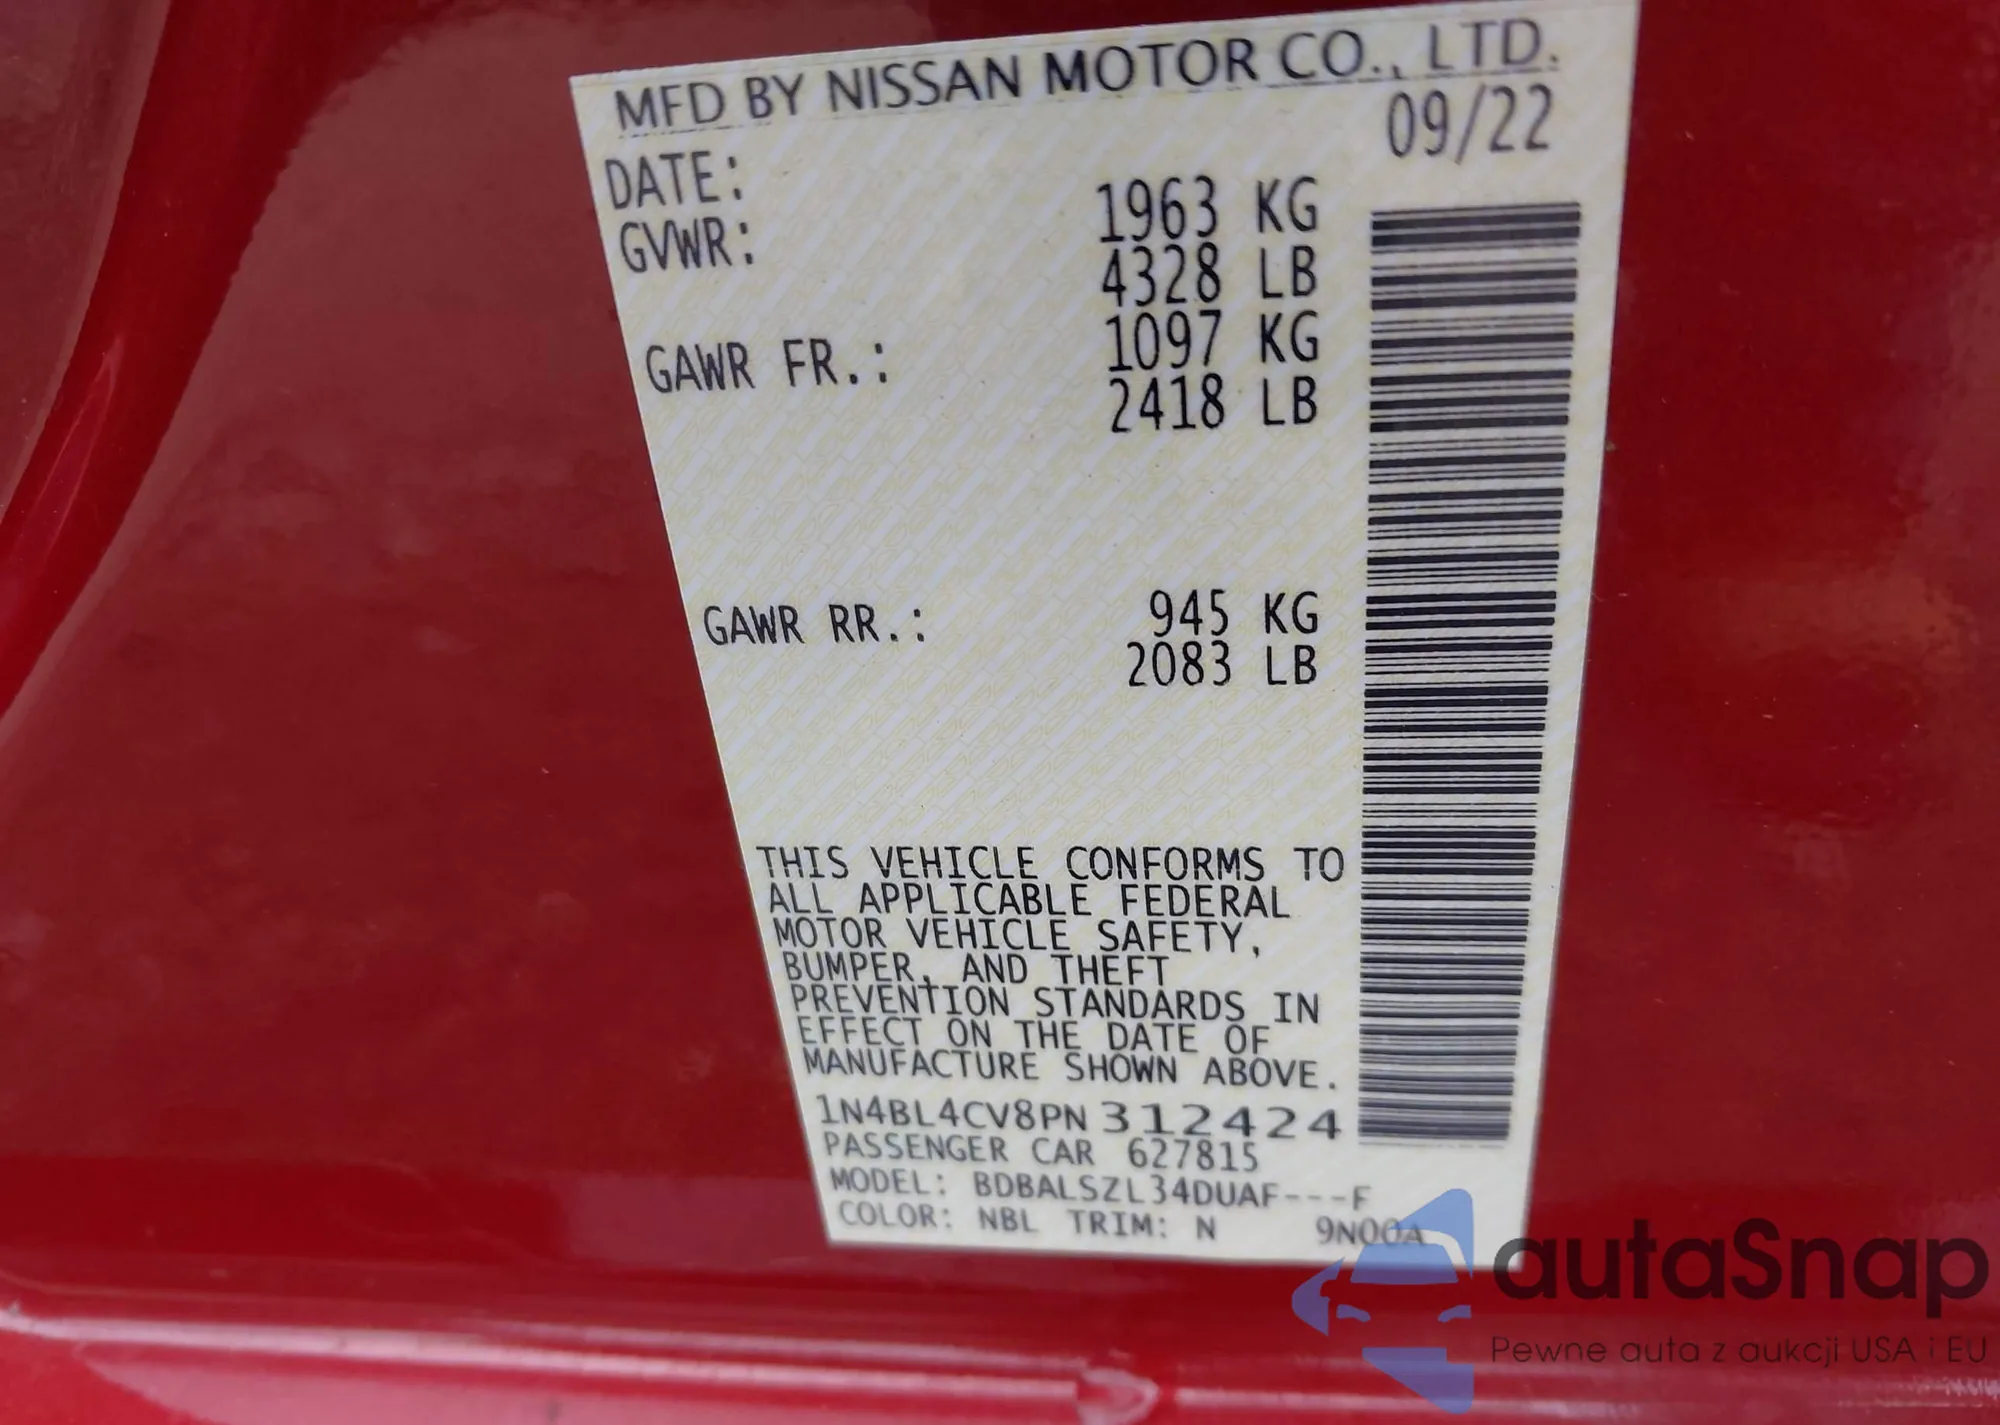 MFD BY NISSAN MOTOR CO., LTD.
DATE: 09/22
GVWR: 1963 KG
4328 LB
GAWR FR.: 1097 KG
2418 LB
GAWR RR.: 945 KG
2083 LB
THIS VEHICLE CONFORMS TO
ALL APPLICABLE FEDERAL
MOTOR VEHICLE SAFETY,
BUMPER, AND THEFT
PREVENTION STANDARDS IN
EFFECT ON THE DATE OF
MANUFACTURE SHOWN ABOVE.
1N4BL4CV8PN312424
PASSENGER CAR 627815
MODEL: BDBALSZL34DUAF---F
COLOR: NBL TRIM: N 9N00A
autaSnap
Pewne auta z aukcji USA i EU